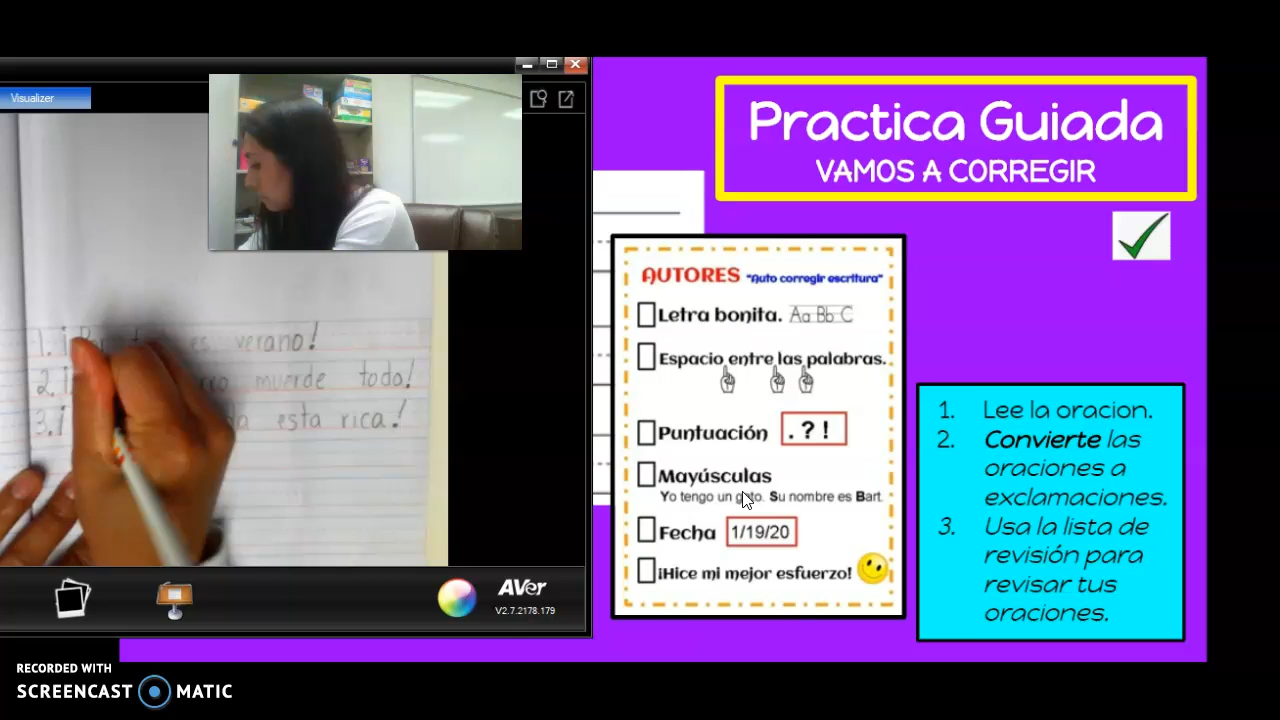 Visualizer
Practica Guiada
VAMOS A CORREGIR
AUTORES "Auto corregir escritura"
Letra bonita. Aa Bb C
Espacio entre las palabras.
Puntuación . ? !
Mayúsculas
Yo tengo un gato. Su nombre es Bart.
Fecha 1/19/20
¡Hice mi mejor esfuerzo!
1. Lee la oracion.
2. Convierte las
oraciones a
exclamaciones.
3. Usa la lista de
revisión para
revisar tus
oraciones.
1. ¡ es verano!
2. ¡ muerde todo!
3. ¡ esta rica!
AVer
V2.7.2178.179
RECORDED WITH
SCREENCAST MATIC